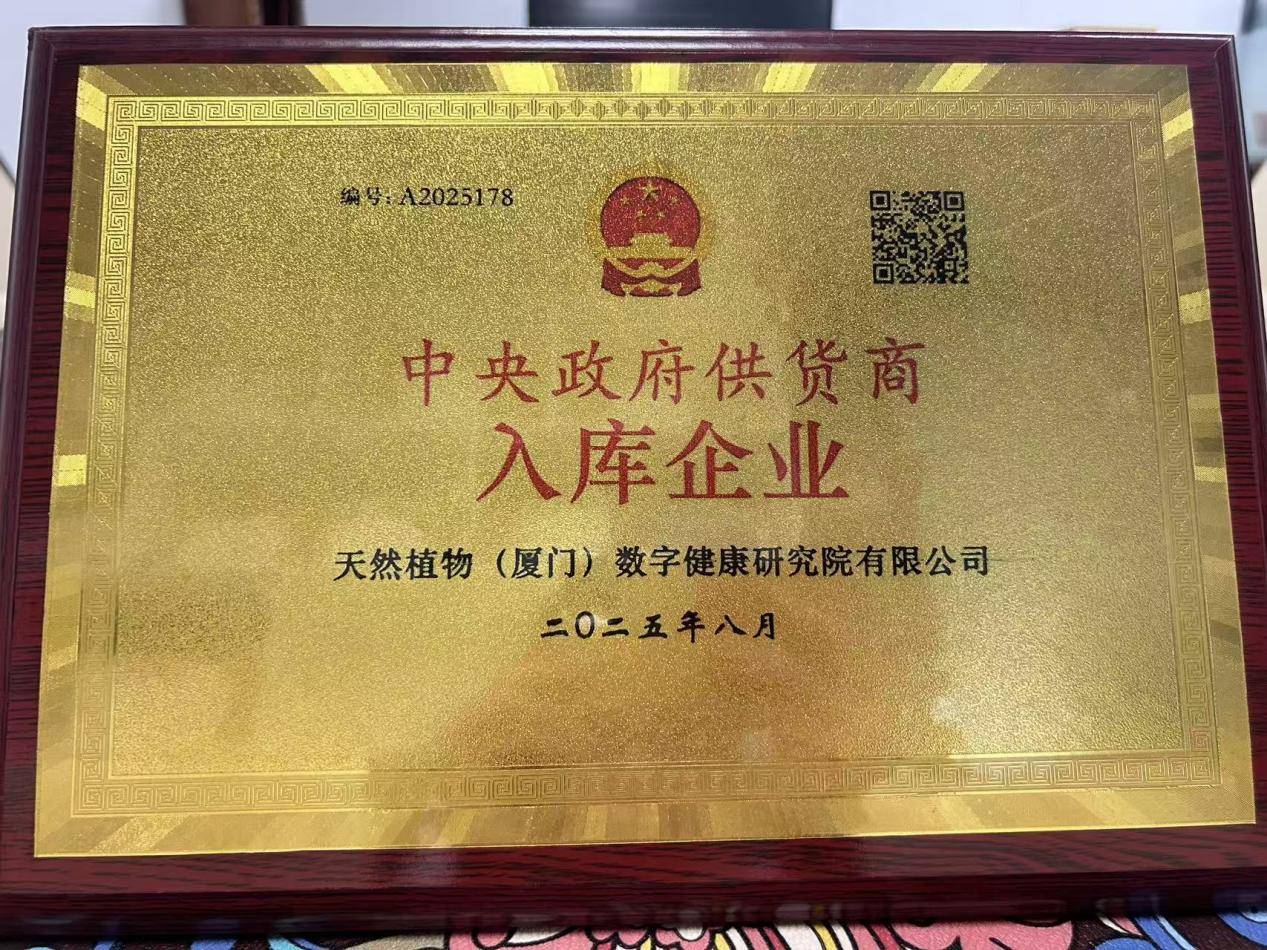 编号: A2025178
中央政府供货商
入库企业
天然植物（厦门）数字健康研究院有限公司
二〇二五年八月